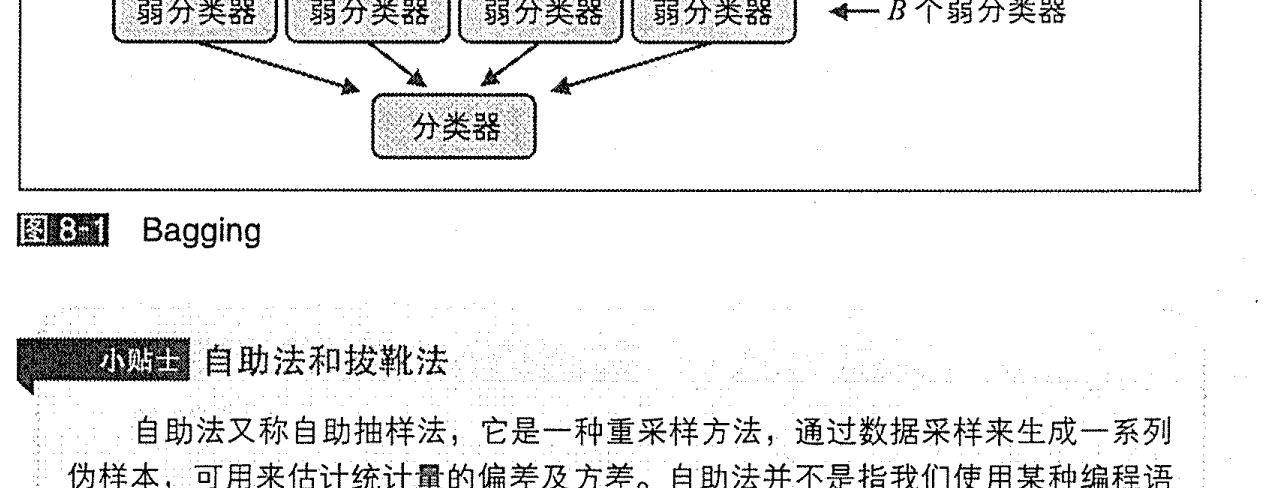 弱分类器 弱分类器 弱分类器 弱分类器 B 个弱分类器
分类器
图 8-1 Bagging
小贴士 自助法和拔靴法
自助法又称自助抽样法，它是一种重采样方法，通过数据采样来生成一系列
伪样本，可用来估计统计量的偏差及方差。自助法并不是指我们使用某种编程语